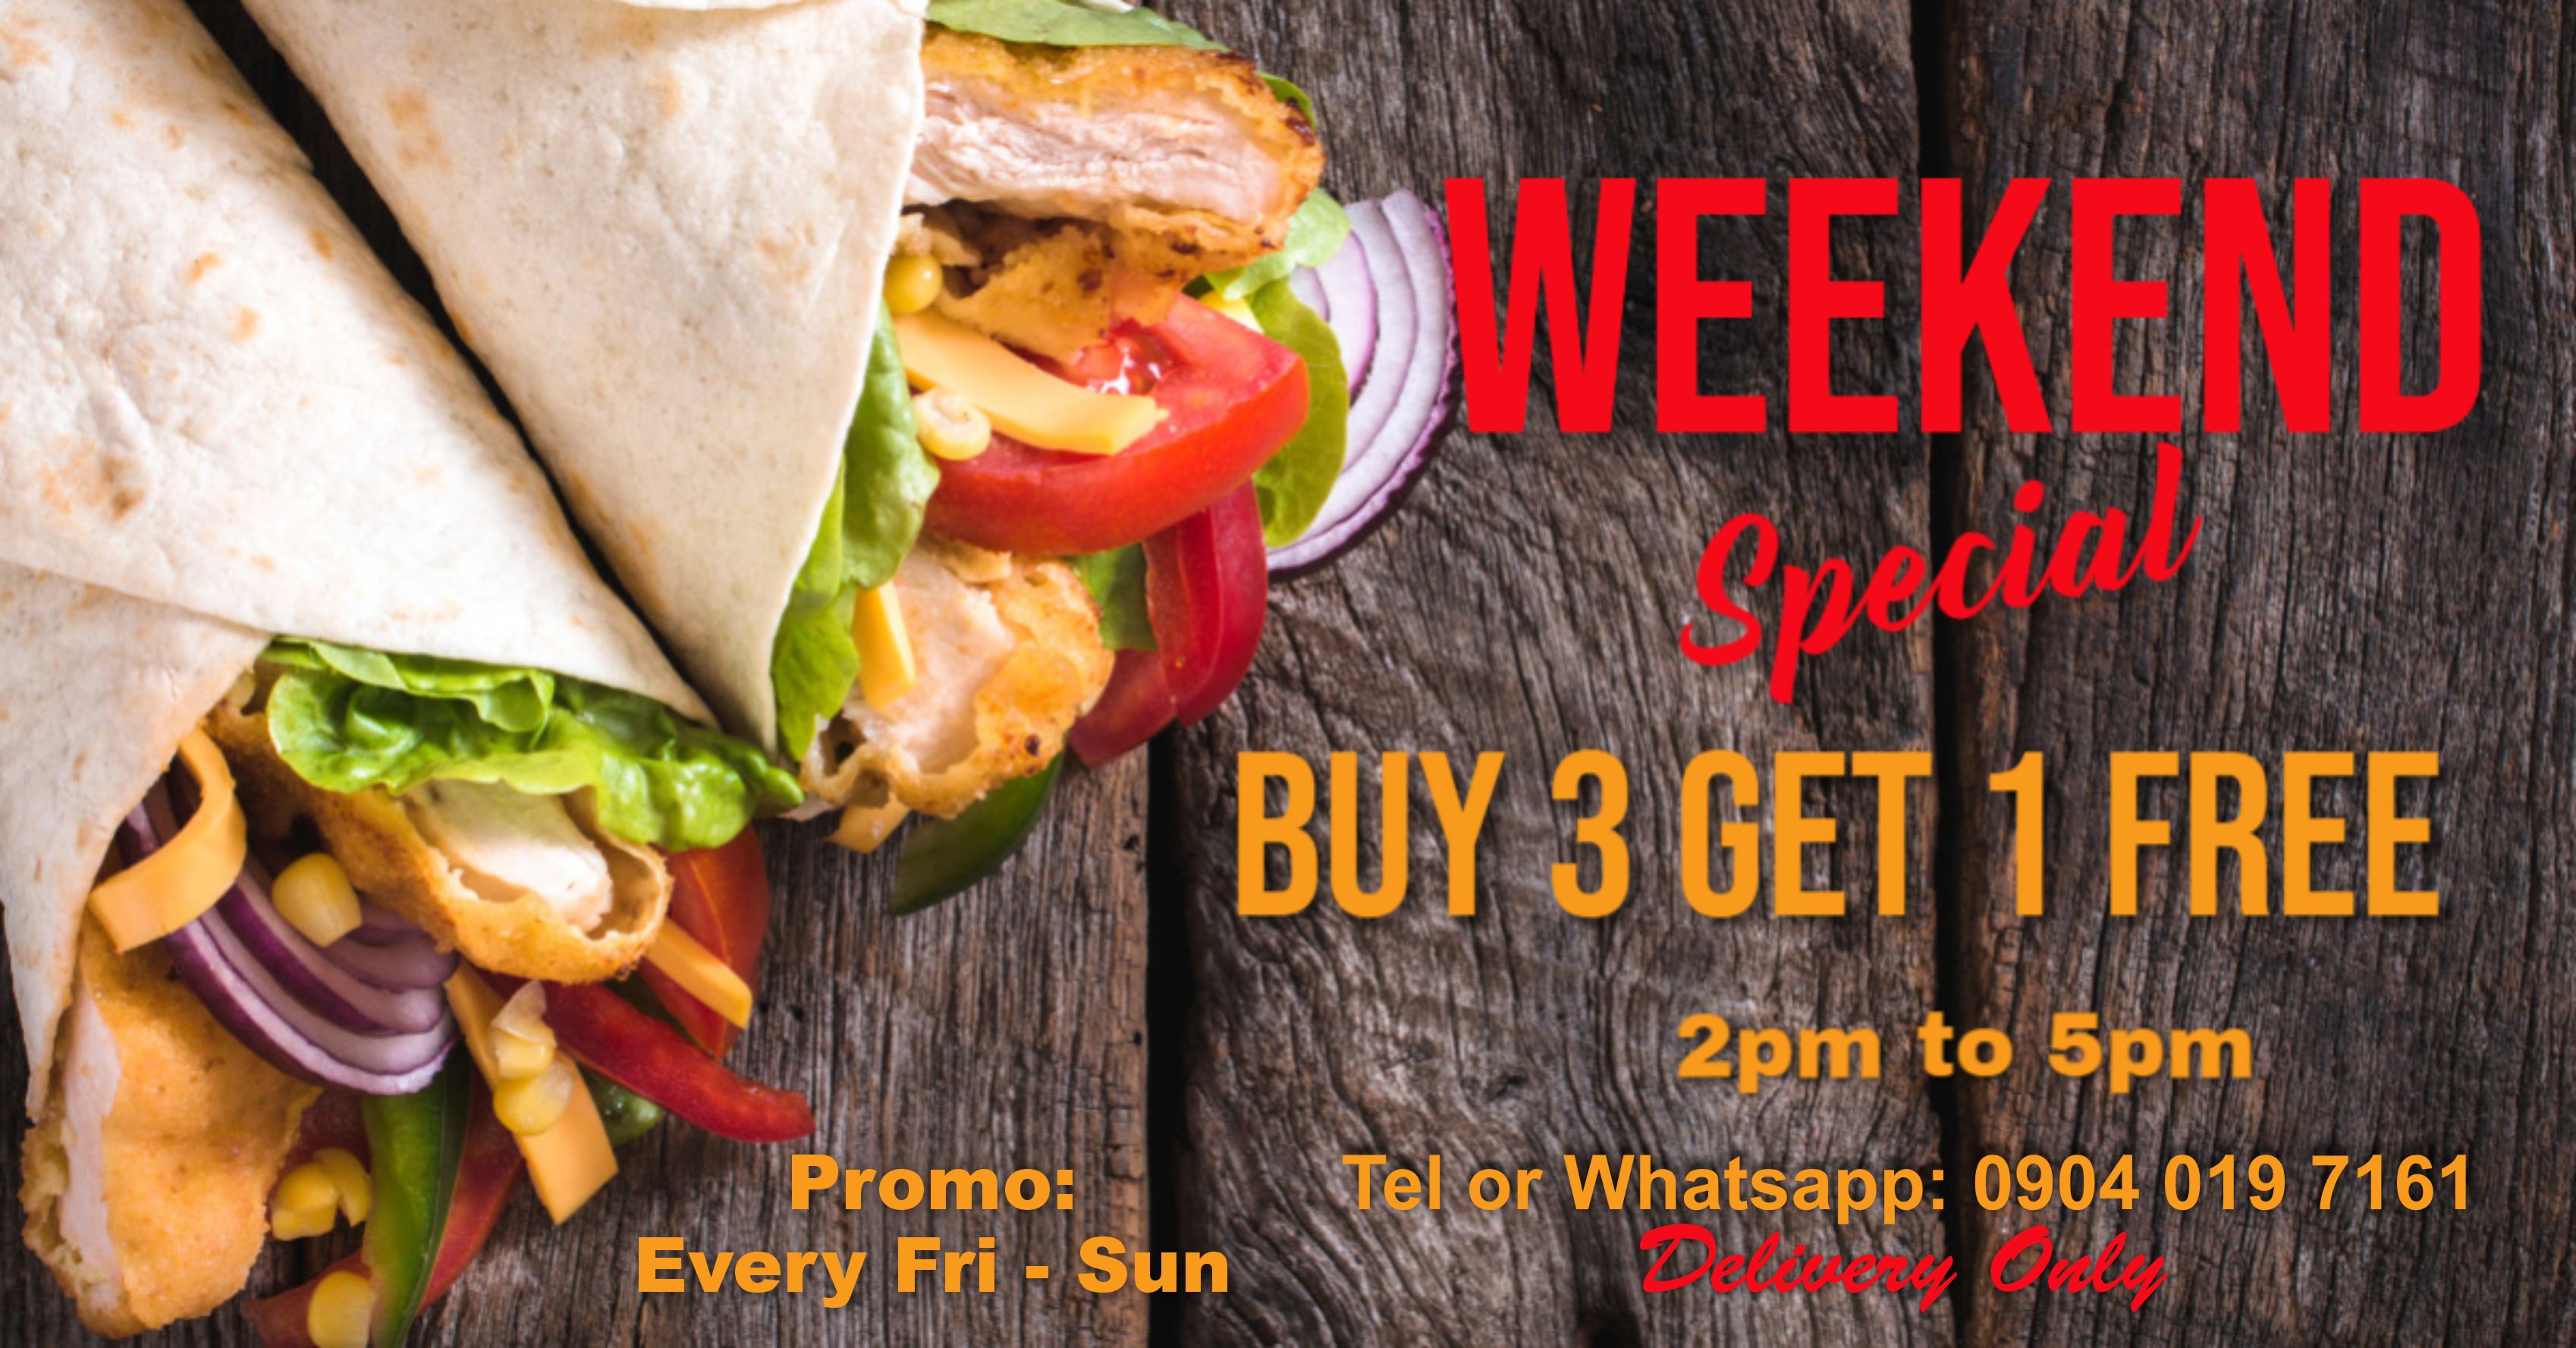 WEEKEND
Special
BUY 3 GET 1 FREE
2pm to 5pm
Promo:
Every Fri - Sun
Tel or Whatsapp: 0904 019 7161
Delivery Only